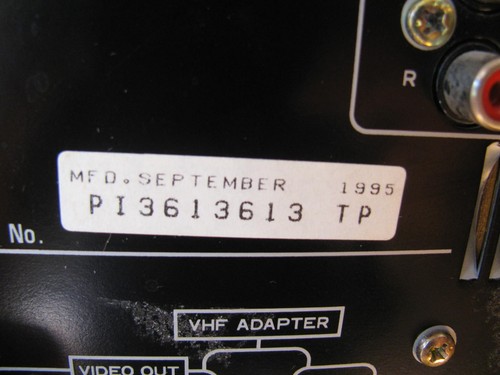 R
MFD. SEPTEMBER 1995
PI3613613 TP
No.
VHF ADAPTER
VIDEO OUT